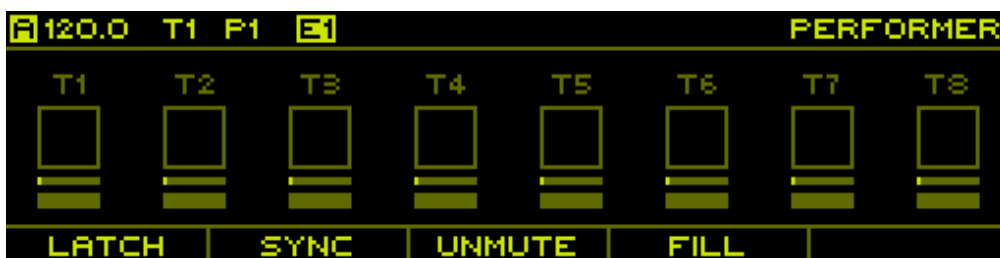 A 120.0 T1 P1 E1 PERFORMER
T1 T2 T3 T4 T5 T6 T7 T8
LATCH SYNC UNMUTE FILL